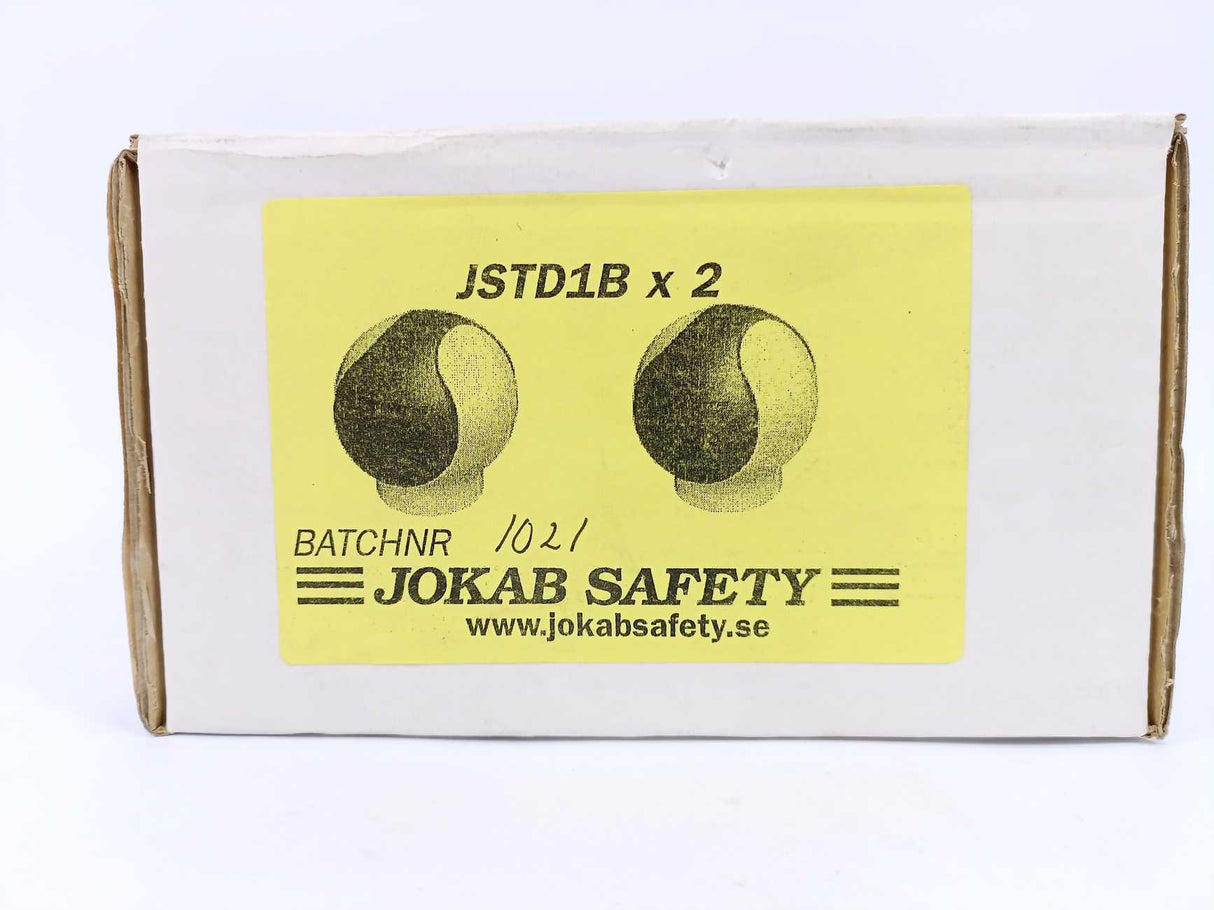 JSTD1B x 2
BATCHNR 1021
JOKAB SAFETY
www.jokabsafety.se